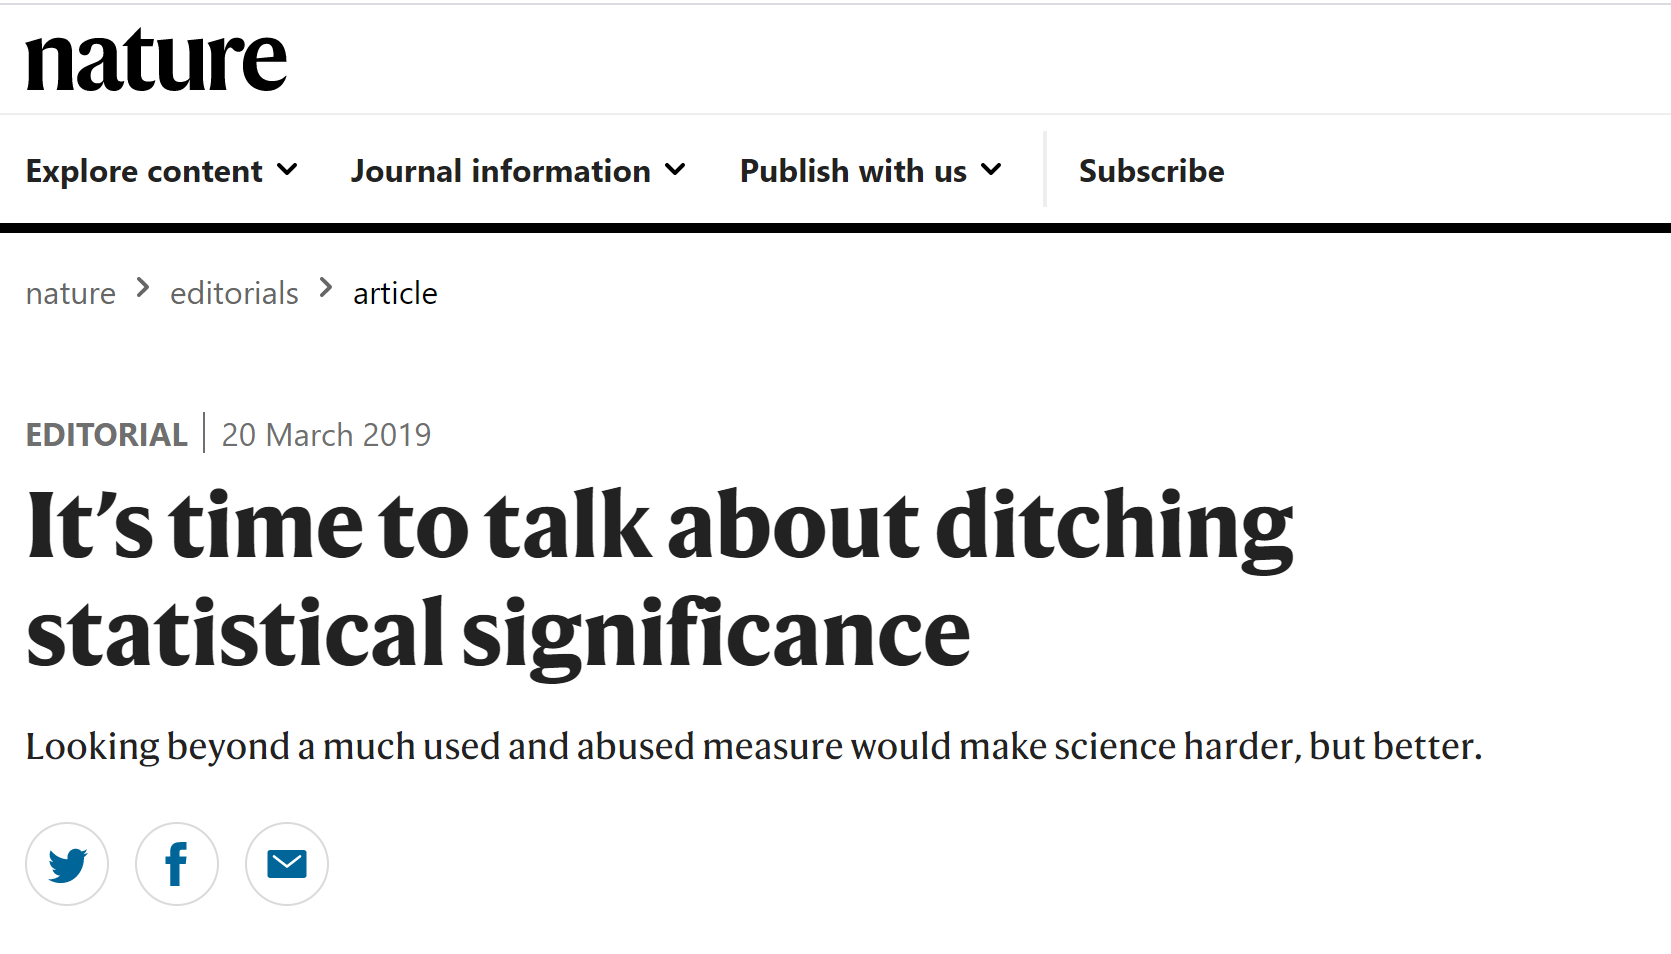 nature
Explore content Journal information Publish with us Subscribe
nature > editorials > article
EDITORIAL | 20 March 2019
It’s time to talk about ditching
statistical significance
Looking beyond a much used and abused measure would make science harder, but better.